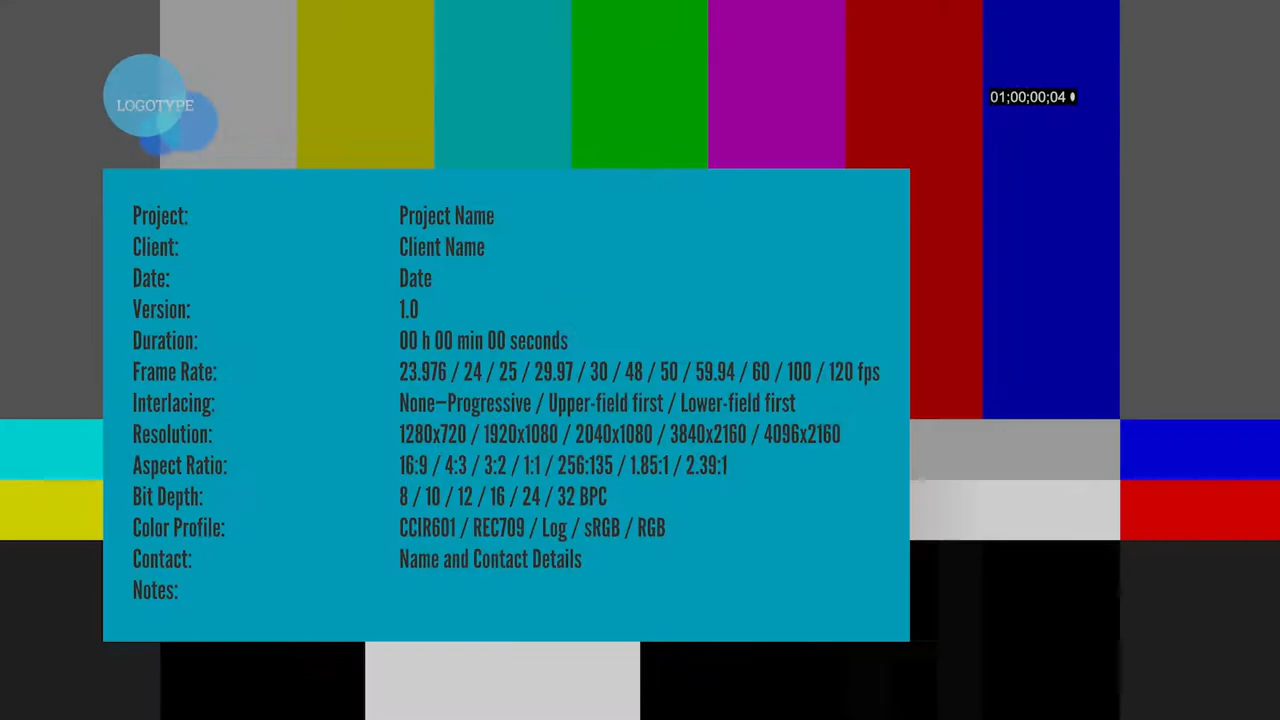 LOGOTYPE
01;00;00;04
Project: Project Name
Client: Client Name
Date: Date
Version: 1.0
Duration: 00 h 00 min 00 seconds
Frame Rate: 23.976 / 24 / 25 / 29.97 / 30 / 48 / 50 / 59.94 / 60 / 100 / 120 fps
Interlacing: None—Progressive / Upper-field first / Lower-field first
Resolution: 1280x720 / 1920x1080 / 2040x1080 / 3840x2160 / 4096x2160
Aspect Ratio: 16:9 / 4:3 / 3:2 / 1:1 / 256:135 / 1.85:1 / 2.39:1
Bit Depth: 8 / 10 / 12 / 16 / 24 / 32 BPC
Color Profile: CCIR601 / REC709 / Log / sRGB / RGB
Contact: Name and Contact Details
Notes: